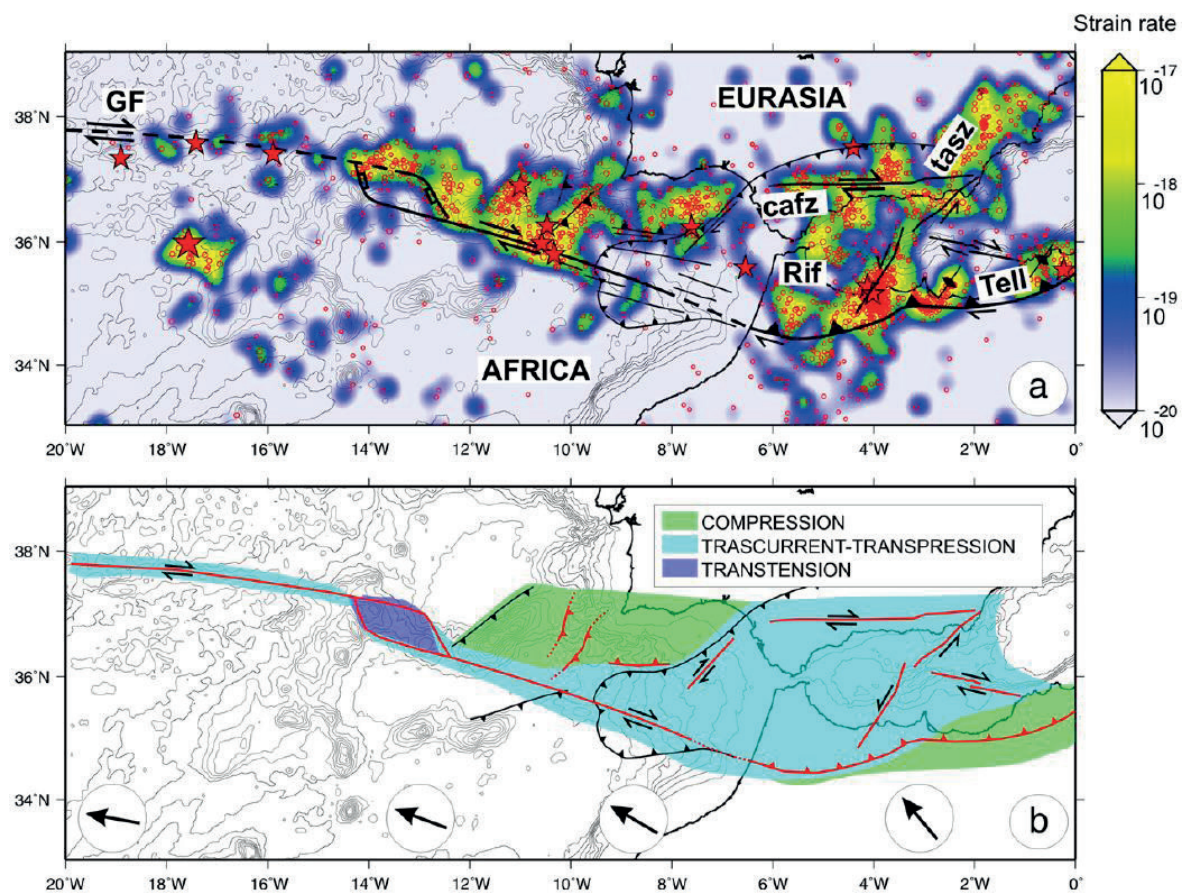 Strain rate
38˚N
37˚N
36˚N
35˚N
34˚N
GF
EURASIA
tasz
cafz
Rif
Tell
AFRICA
a
-17
10
-18
10
-19
10
-20
10
20˚W 18˚W 16˚W 14˚W 12˚W 10˚W 8˚W 6˚W 4˚W 2˚W 0˚
COMPRESSION
TRASCURRENT-TRANSPRESSION
TRANSTENSION
38˚N
36˚N
34˚N
b
20˚W 18˚W 16˚W 14˚W 12˚W 10˚W 8˚W 6˚W 4˚W 2˚W 0˚